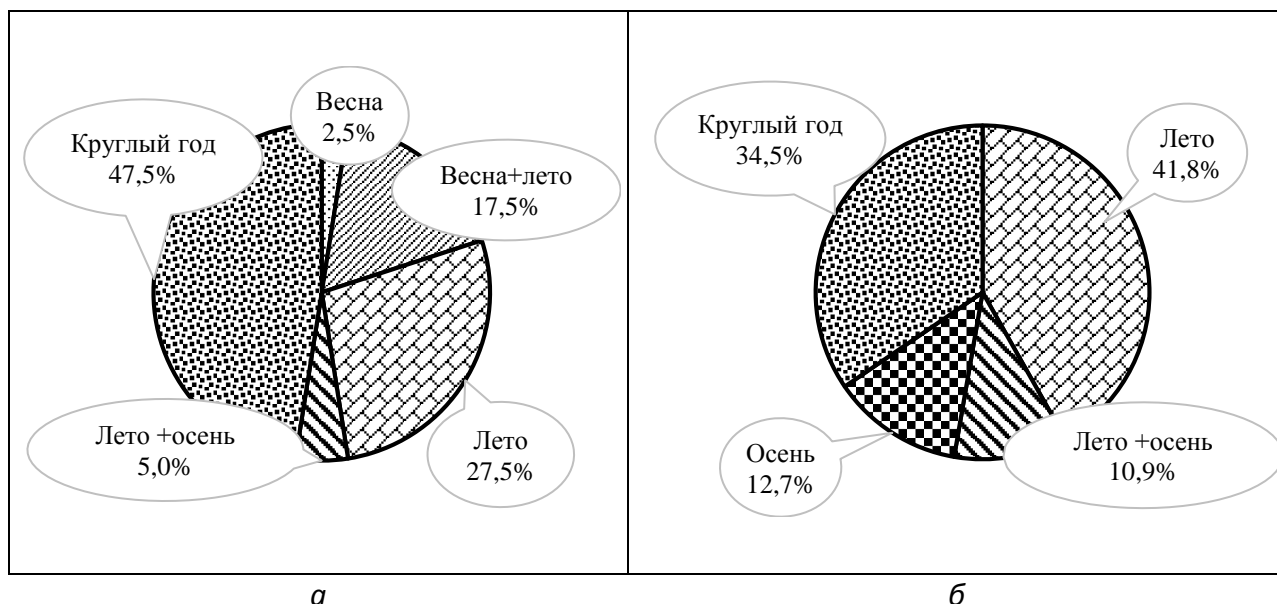 Весна
2,5%
Круглый год
47,5%
Весна+лето
17,5%
Лето +осень
5,0%
Лето
27,5%
а
Круглый год
34,5%
Лето
41,8%
Осень
12,7%
Лето +осень
10,9%
б